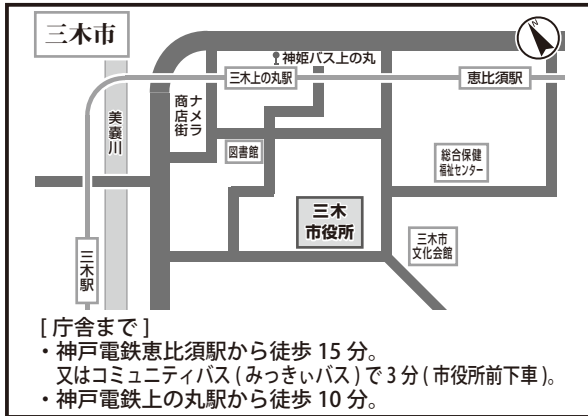 三木市
N
神姫バス上の丸
三木上の丸駅
恵比須駅
ナメラ
商店街
美嚢川
図書館
総合保健
福祉センター
三木
市役所
三木市
文化会館
三木駅
[ 庁舎まで ]
・神戸電鉄恵比須駅から徒歩 15 分。
又はコミュニティバス ( みっきぃバス ) で 3 分 ( 市役所前下車 )。
・神戸電鉄上の丸駅から徒歩 10 分。